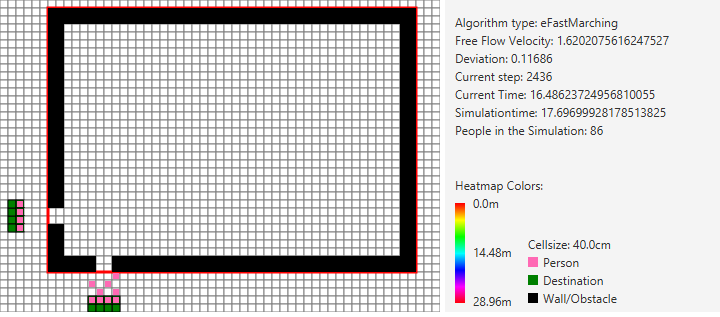 Algorithm type: eFastMarching
Free Flow Velocity: 1.6202075616247527
Deviation: 0.11686
Current step: 2436
Current Time: 16.48623724956810055
Simulationtime: 17.69699928178513825
People in the Simulation: 86
Heatmap Colors:
0.0m
14.48m
28.96m
Cellsize: 40.0cm
Person
Destination
Wall/Obstacle